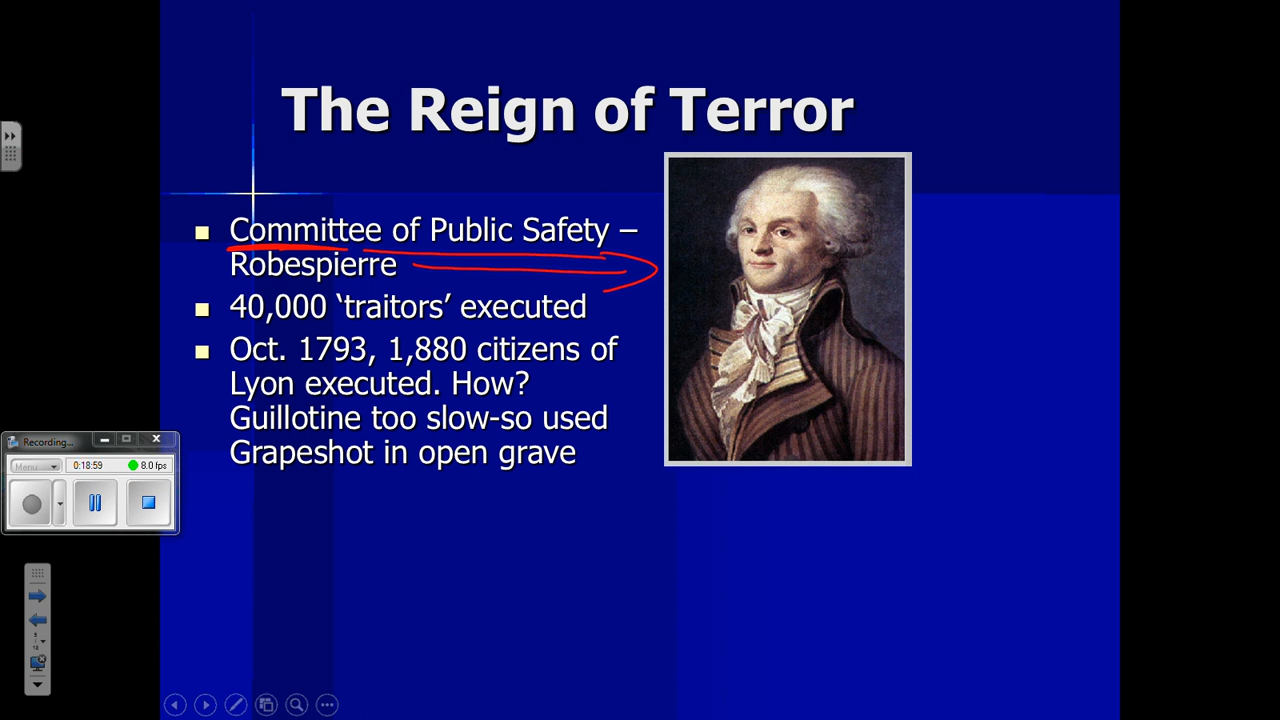 The Reign of Terror
Committee of Public Safety –
Robespierre
40,000 ‘traitors’ executed
Oct. 1793, 1,880 citizens of
Lyon executed. How?
Guillotine too slow-so used
Grapeshot in open grave
Recording...
Menu
0:18:59
8.0 fps